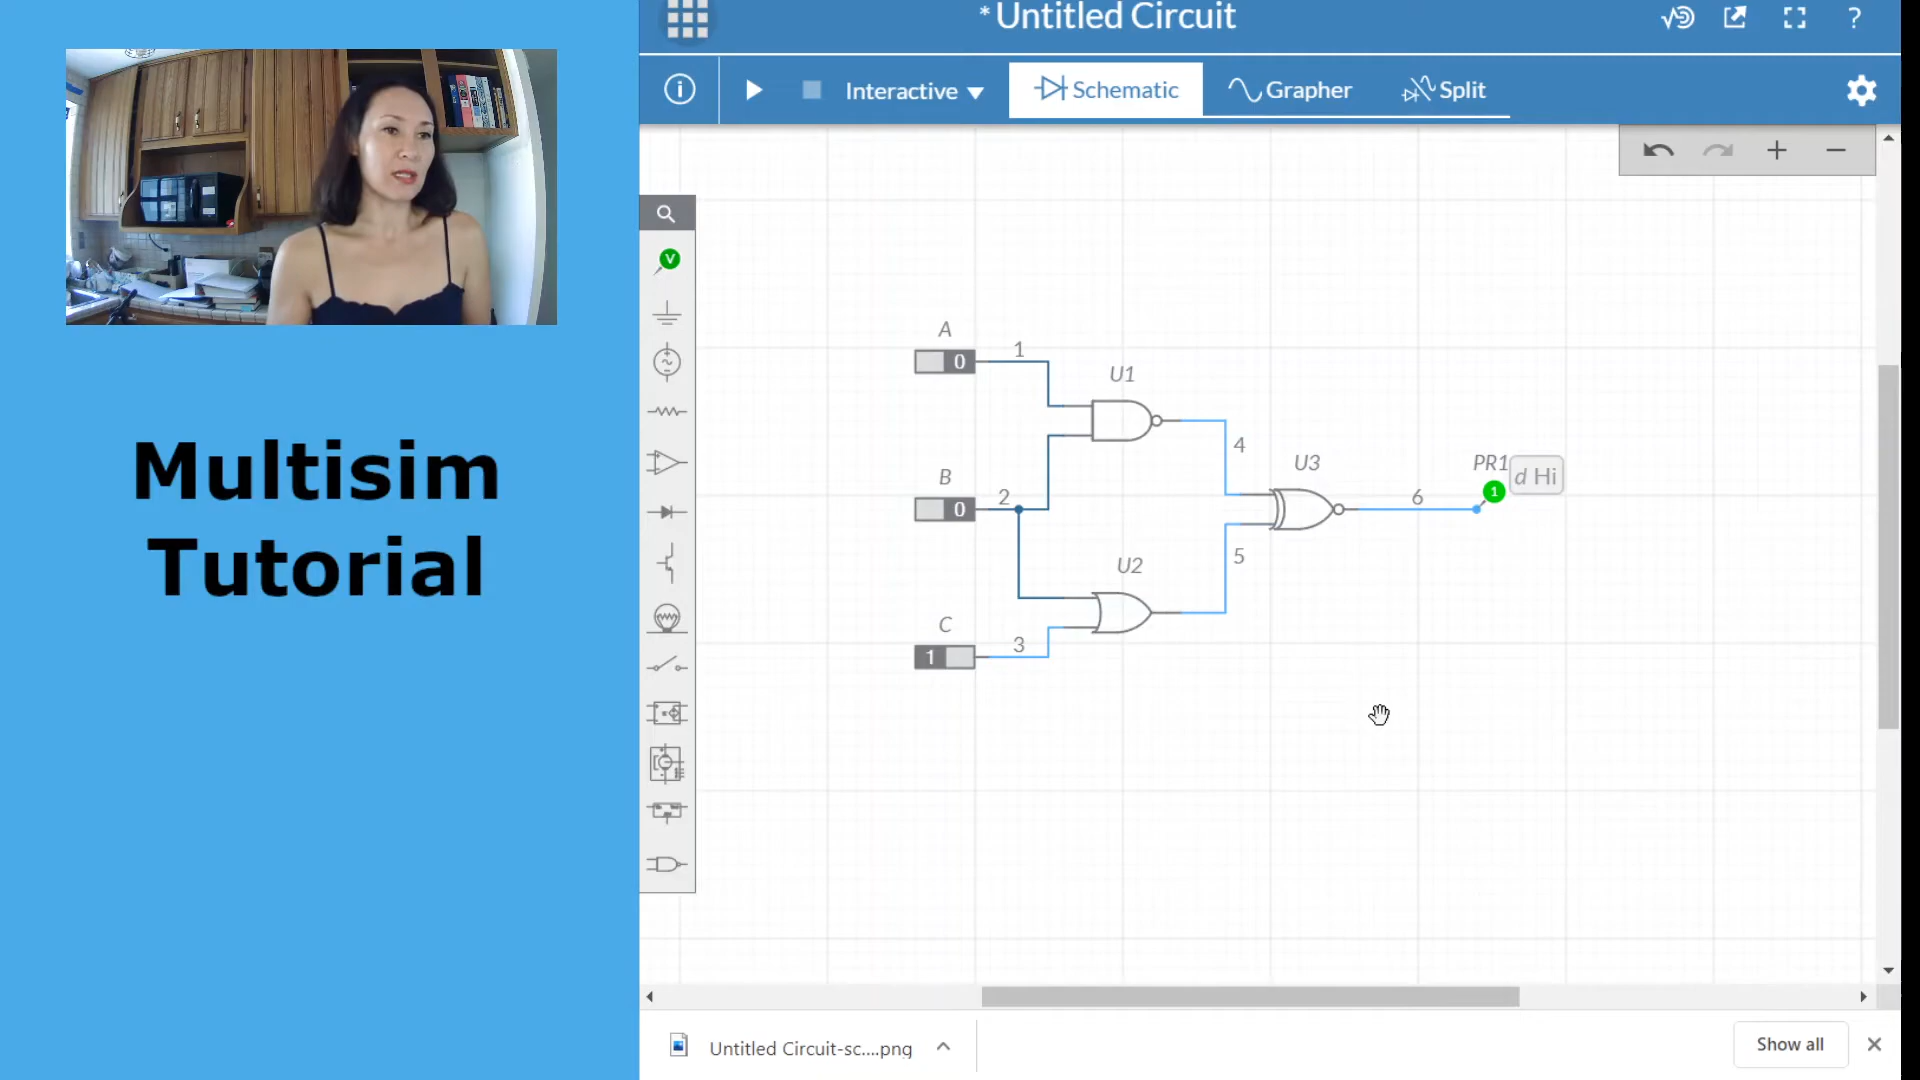 * Untitled Circuit
?
Interactive
Schematic
Grapher
Split
V
A
0
1
U1
4
B
0
2
U3
PR1
d Hi
1
6
5
U2
C
1
3
Multisim
Tutorial
Untitled Circuit-sc....png
Show all